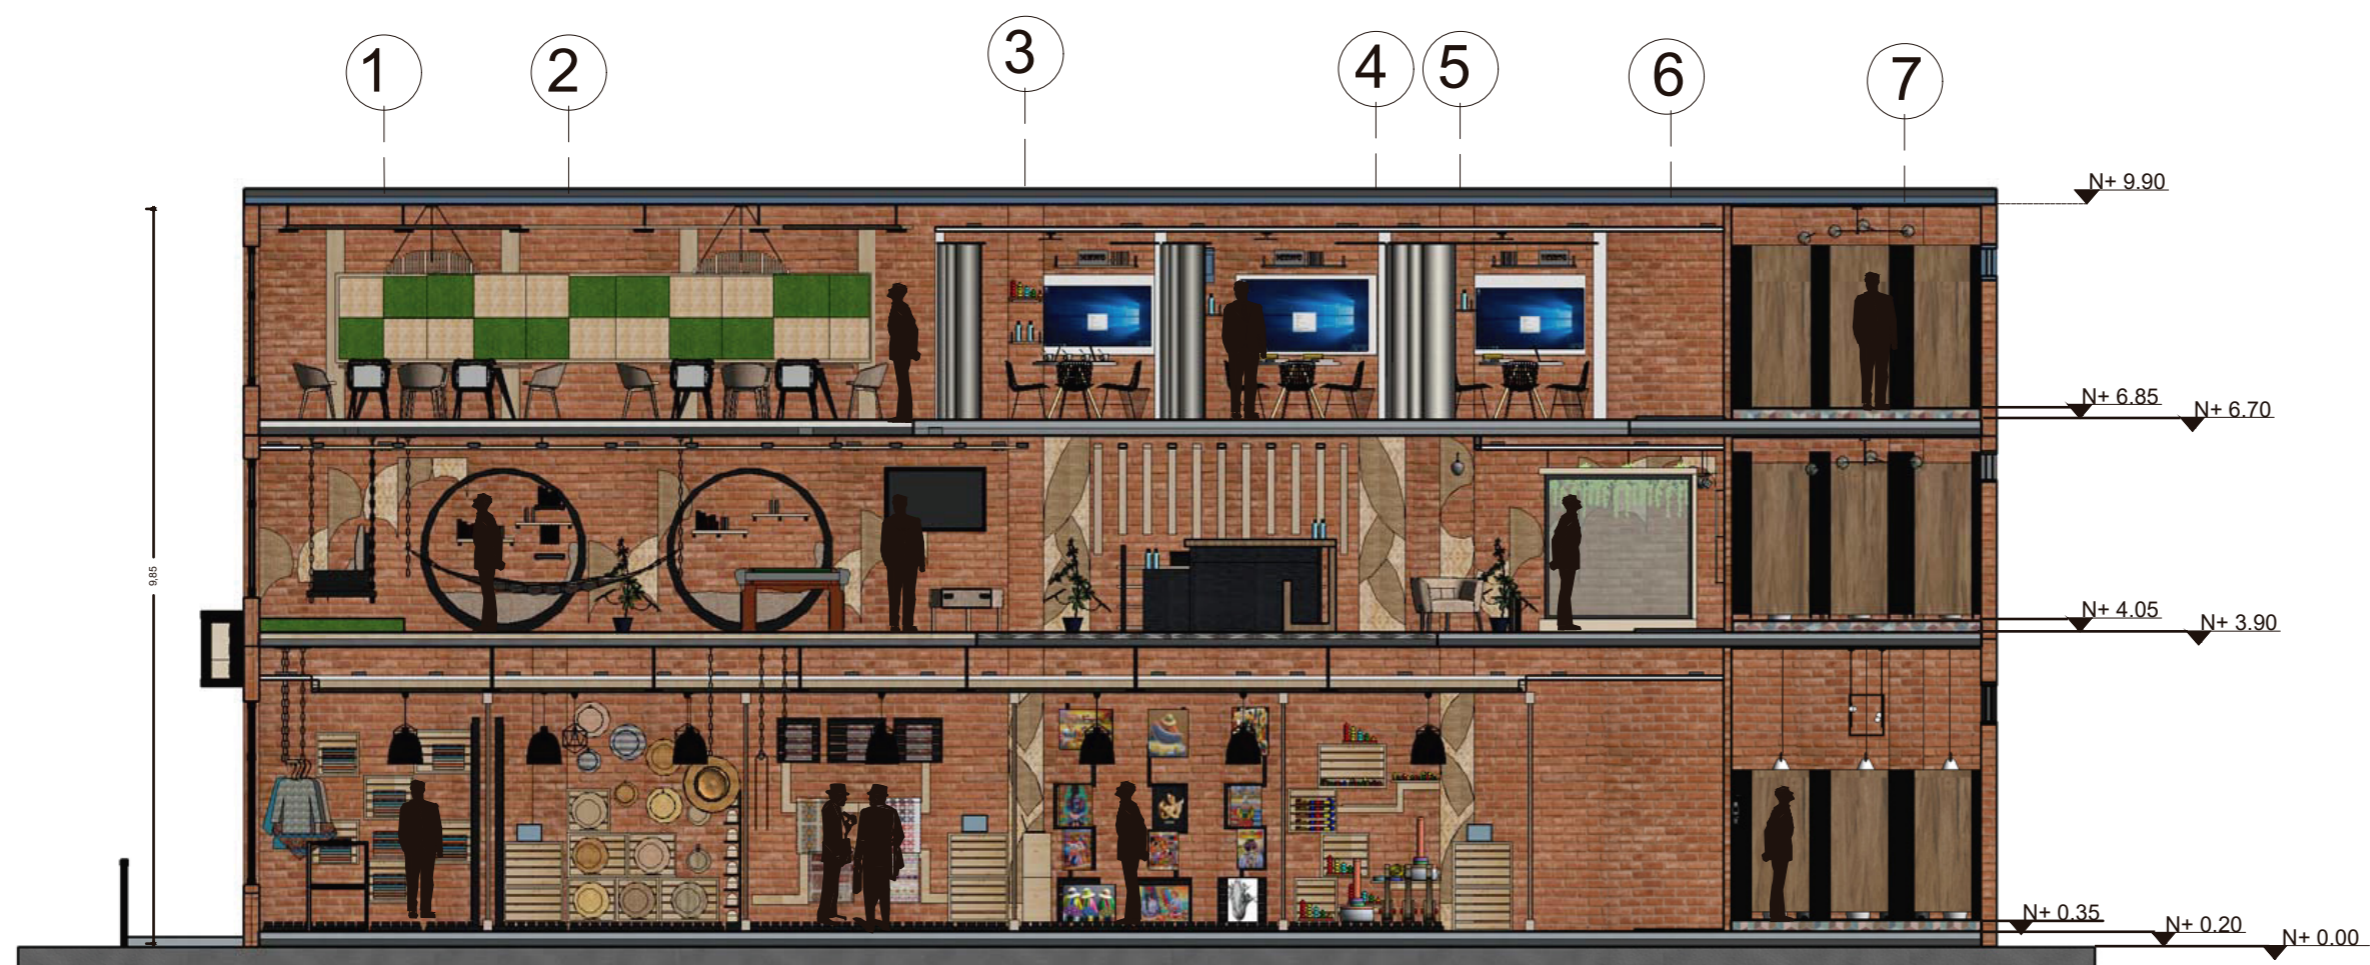 1
2
3
4
5
6
7
N+ 9.90
N+ 6.85
N+ 6.70
9,85
N+ 4.05
N+ 3.90
N+ 0.35
N+ 0.20
N+ 0.00